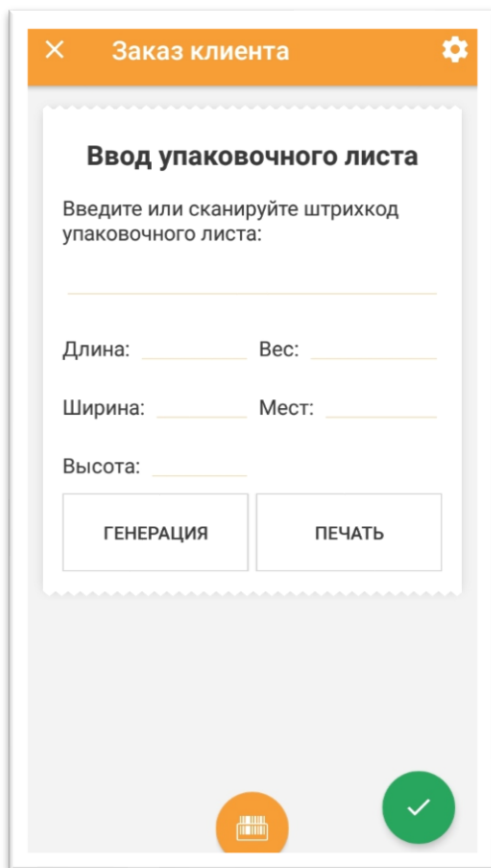 Заказ клиента
Ввод упаковочного листа
Введите или сканируйте штрихкод
упаковочного листа:
Длина: Вес:
Ширина: Мест:
Высота:
ГЕНЕРАЦИЯ ПЕЧАТЬ